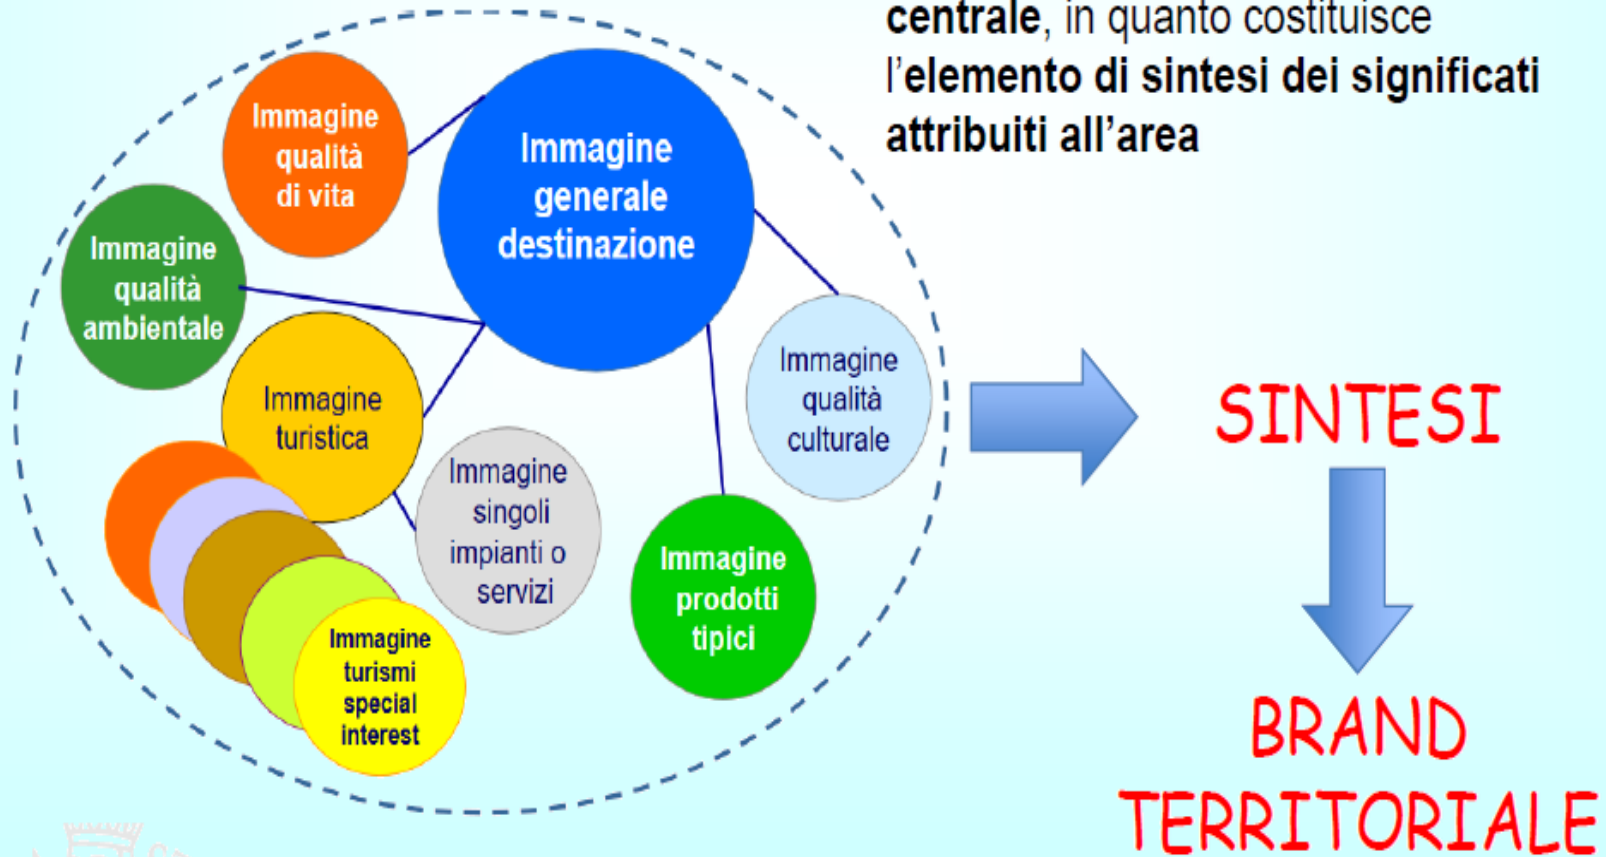 centrale, in quanto costituisce
l'elemento di sintesi dei significati
attribuiti all'area
Immagine
qualità
di vita
Immagine
generale
destinazione
Immagine
qualità
ambientale
Immagine
turistica
Immagine
qualità
culturale
Immagine
singoli
impianti o
servizi
Immagine
prodotti
tipici
Immagine
turismi
special
interest
SINTESI
BRAND
TERRITORIALE